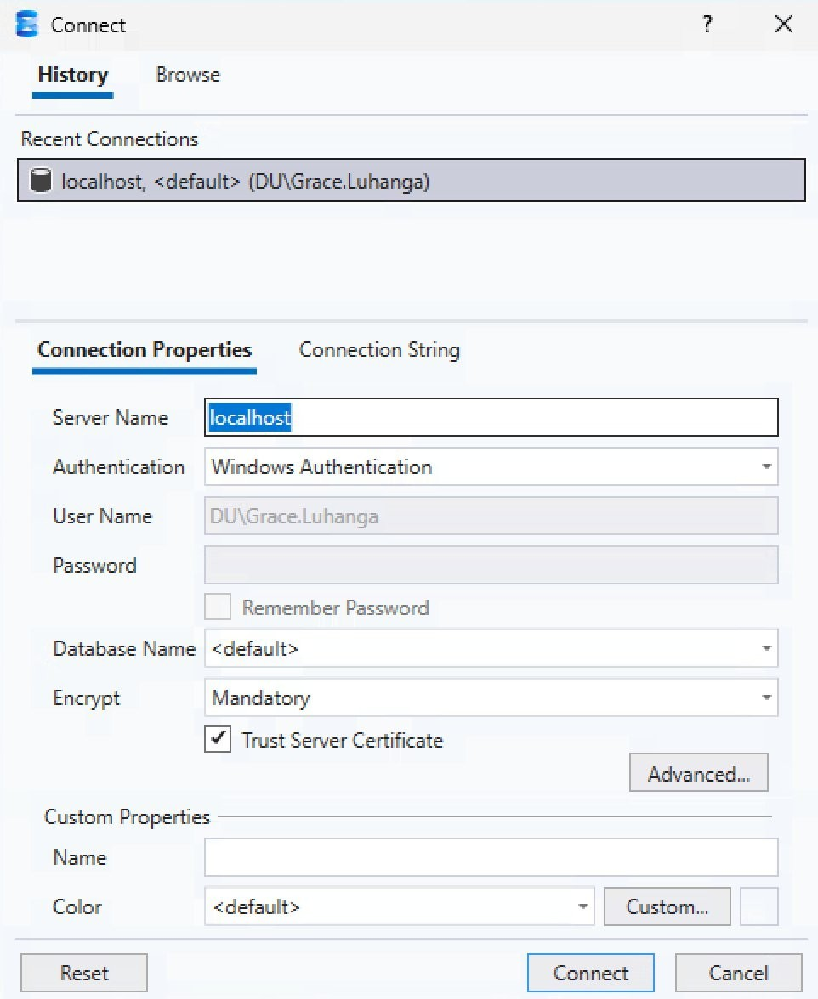 Connect ?
History Browse
Recent Connections
localhost, <default> (DU\Grace.Luhanga)
Connection Properties Connection String
Server Name localhost
Authentication Windows Authentication
User Name DU\Grace.Luhanga
Password
Remember Password
Database Name <default>
Encrypt Mandatory
Trust Server Certificate
Advanced...
Custom Properties
Name
Color <default> Custom...
Reset Connect Cancel